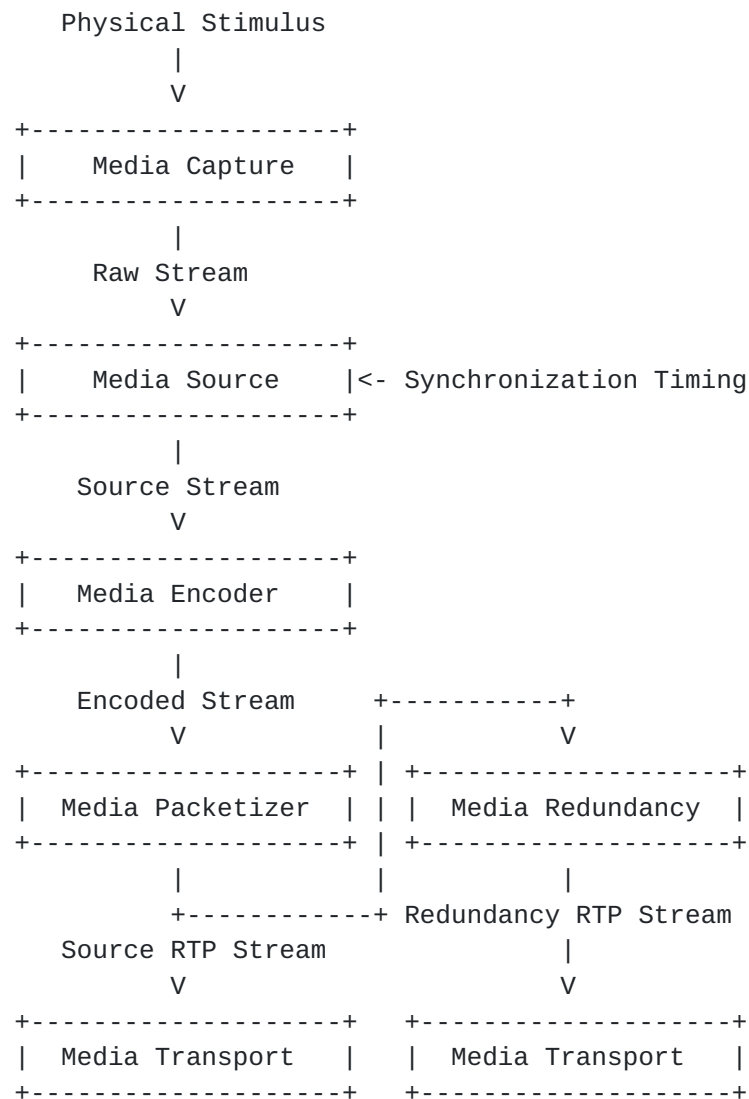 Physical Stimulus
|
V
+--------------------+
|    Media Capture   |
+--------------------+
|
Raw Stream
V
+--------------------+
|    Media Source    |<- Synchronization Timing
+--------------------+
|
Source Stream
V
+--------------------+
|   Media Encoder    |
+--------------------+
|
Encoded Stream     +-----------+
V            |           V
+--------------------+ | +--------------------+
|  Media Packetizer  | | |  Media Redundancy  |
+--------------------+ | +--------------------+
|            |           |
+------------+ Redundancy RTP Stream
Source RTP Stream               |
V                        V
+--------------------+   +--------------------+
|  Media Transport   |   |  Media Transport   |
+--------------------+   +--------------------+